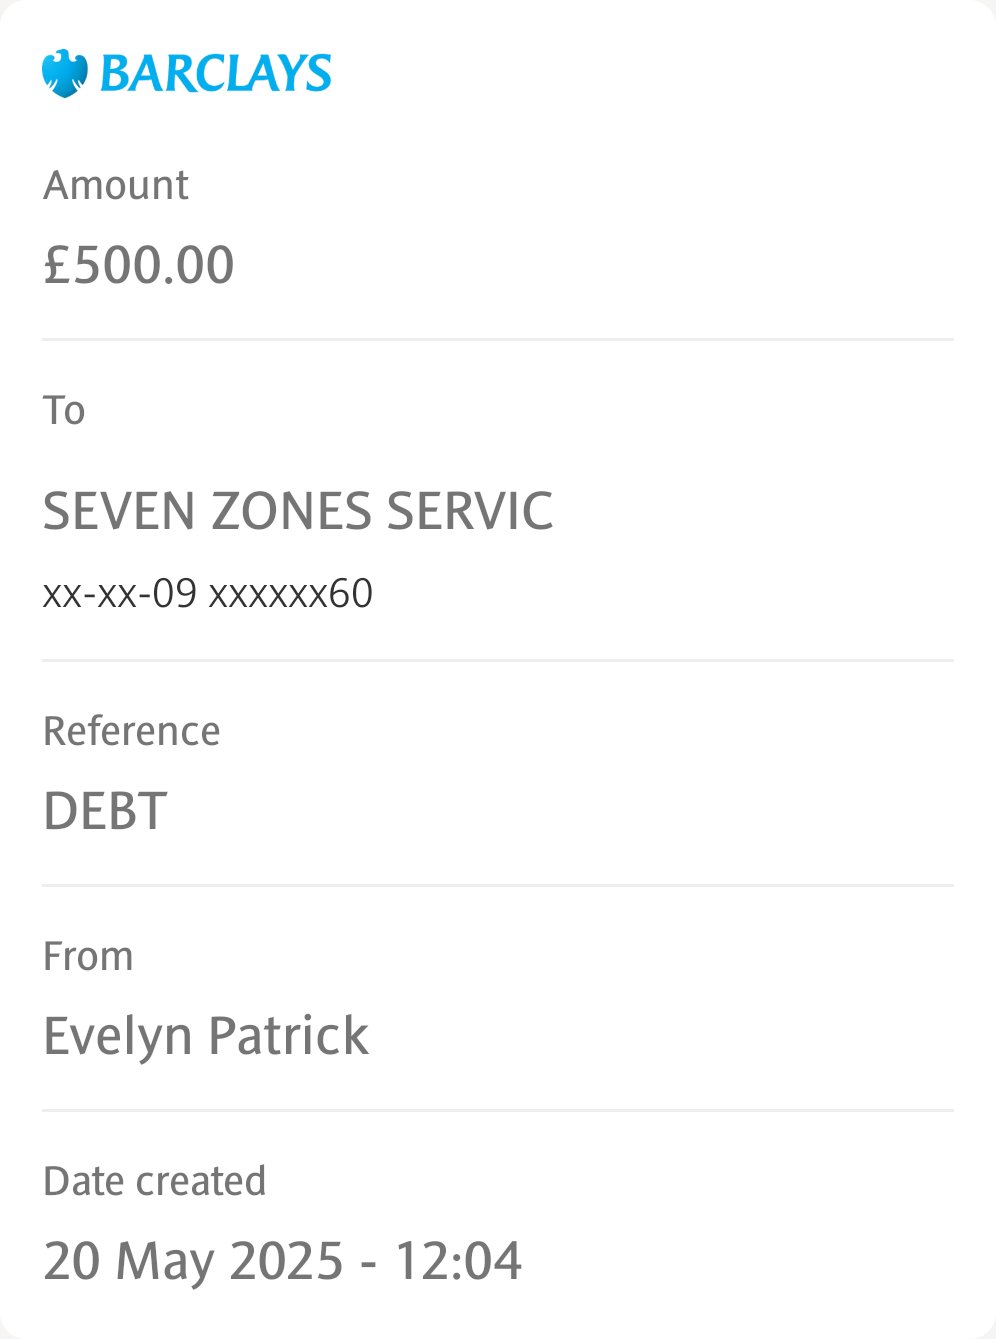 BARCLAYS
Amount
£500.00
To
SEVEN ZONES SERVIC
xx-xx-09 xxxxxx60
Reference
DEBT
From
Evelyn Patrick
Date created
20 May 2025 - 12:04